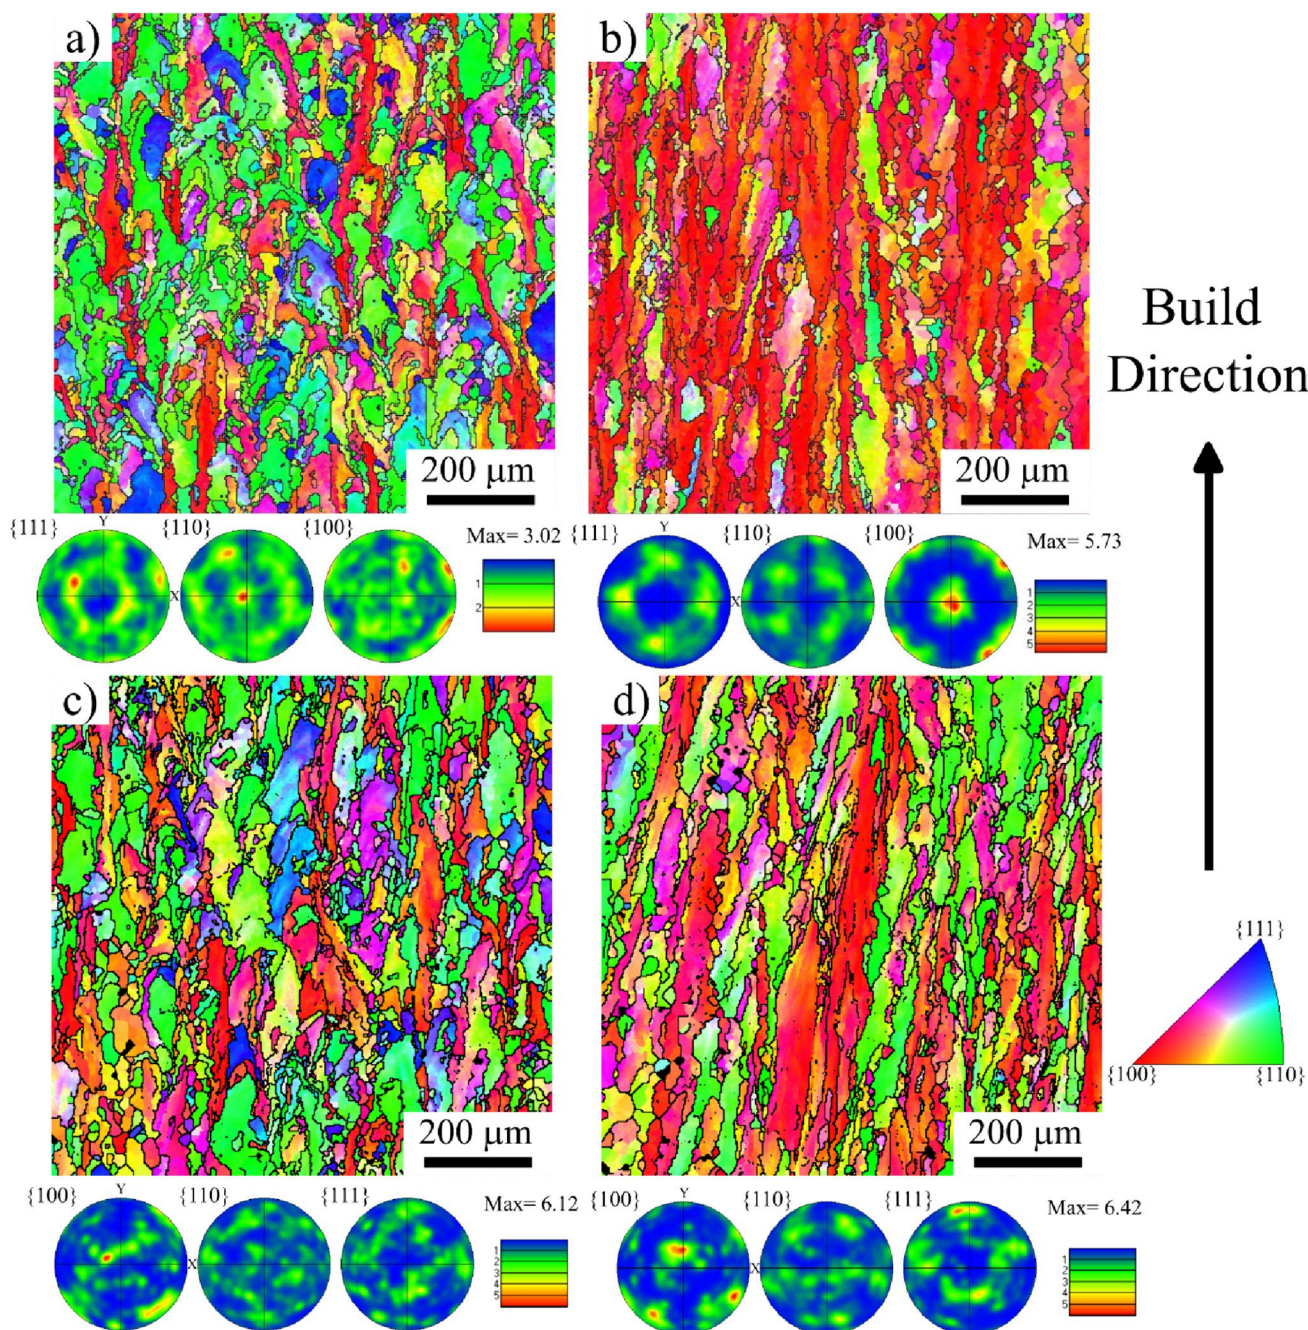 a)
200 μm
b)
200 μm
Build
Direction
{111} Y {110} {100} Max= 3.02
X
1
2
{111} Y {110} {100} Max= 5.73
X
1
2
3
4
5
c)
200 μm
d)
200 μm
{111}
{100} {110}
{100} Y {110} {111} Max= 6.12
X
1
2
3
4
5
{100} Y {110} {111} Max= 6.42
X
1
2
3
4
5